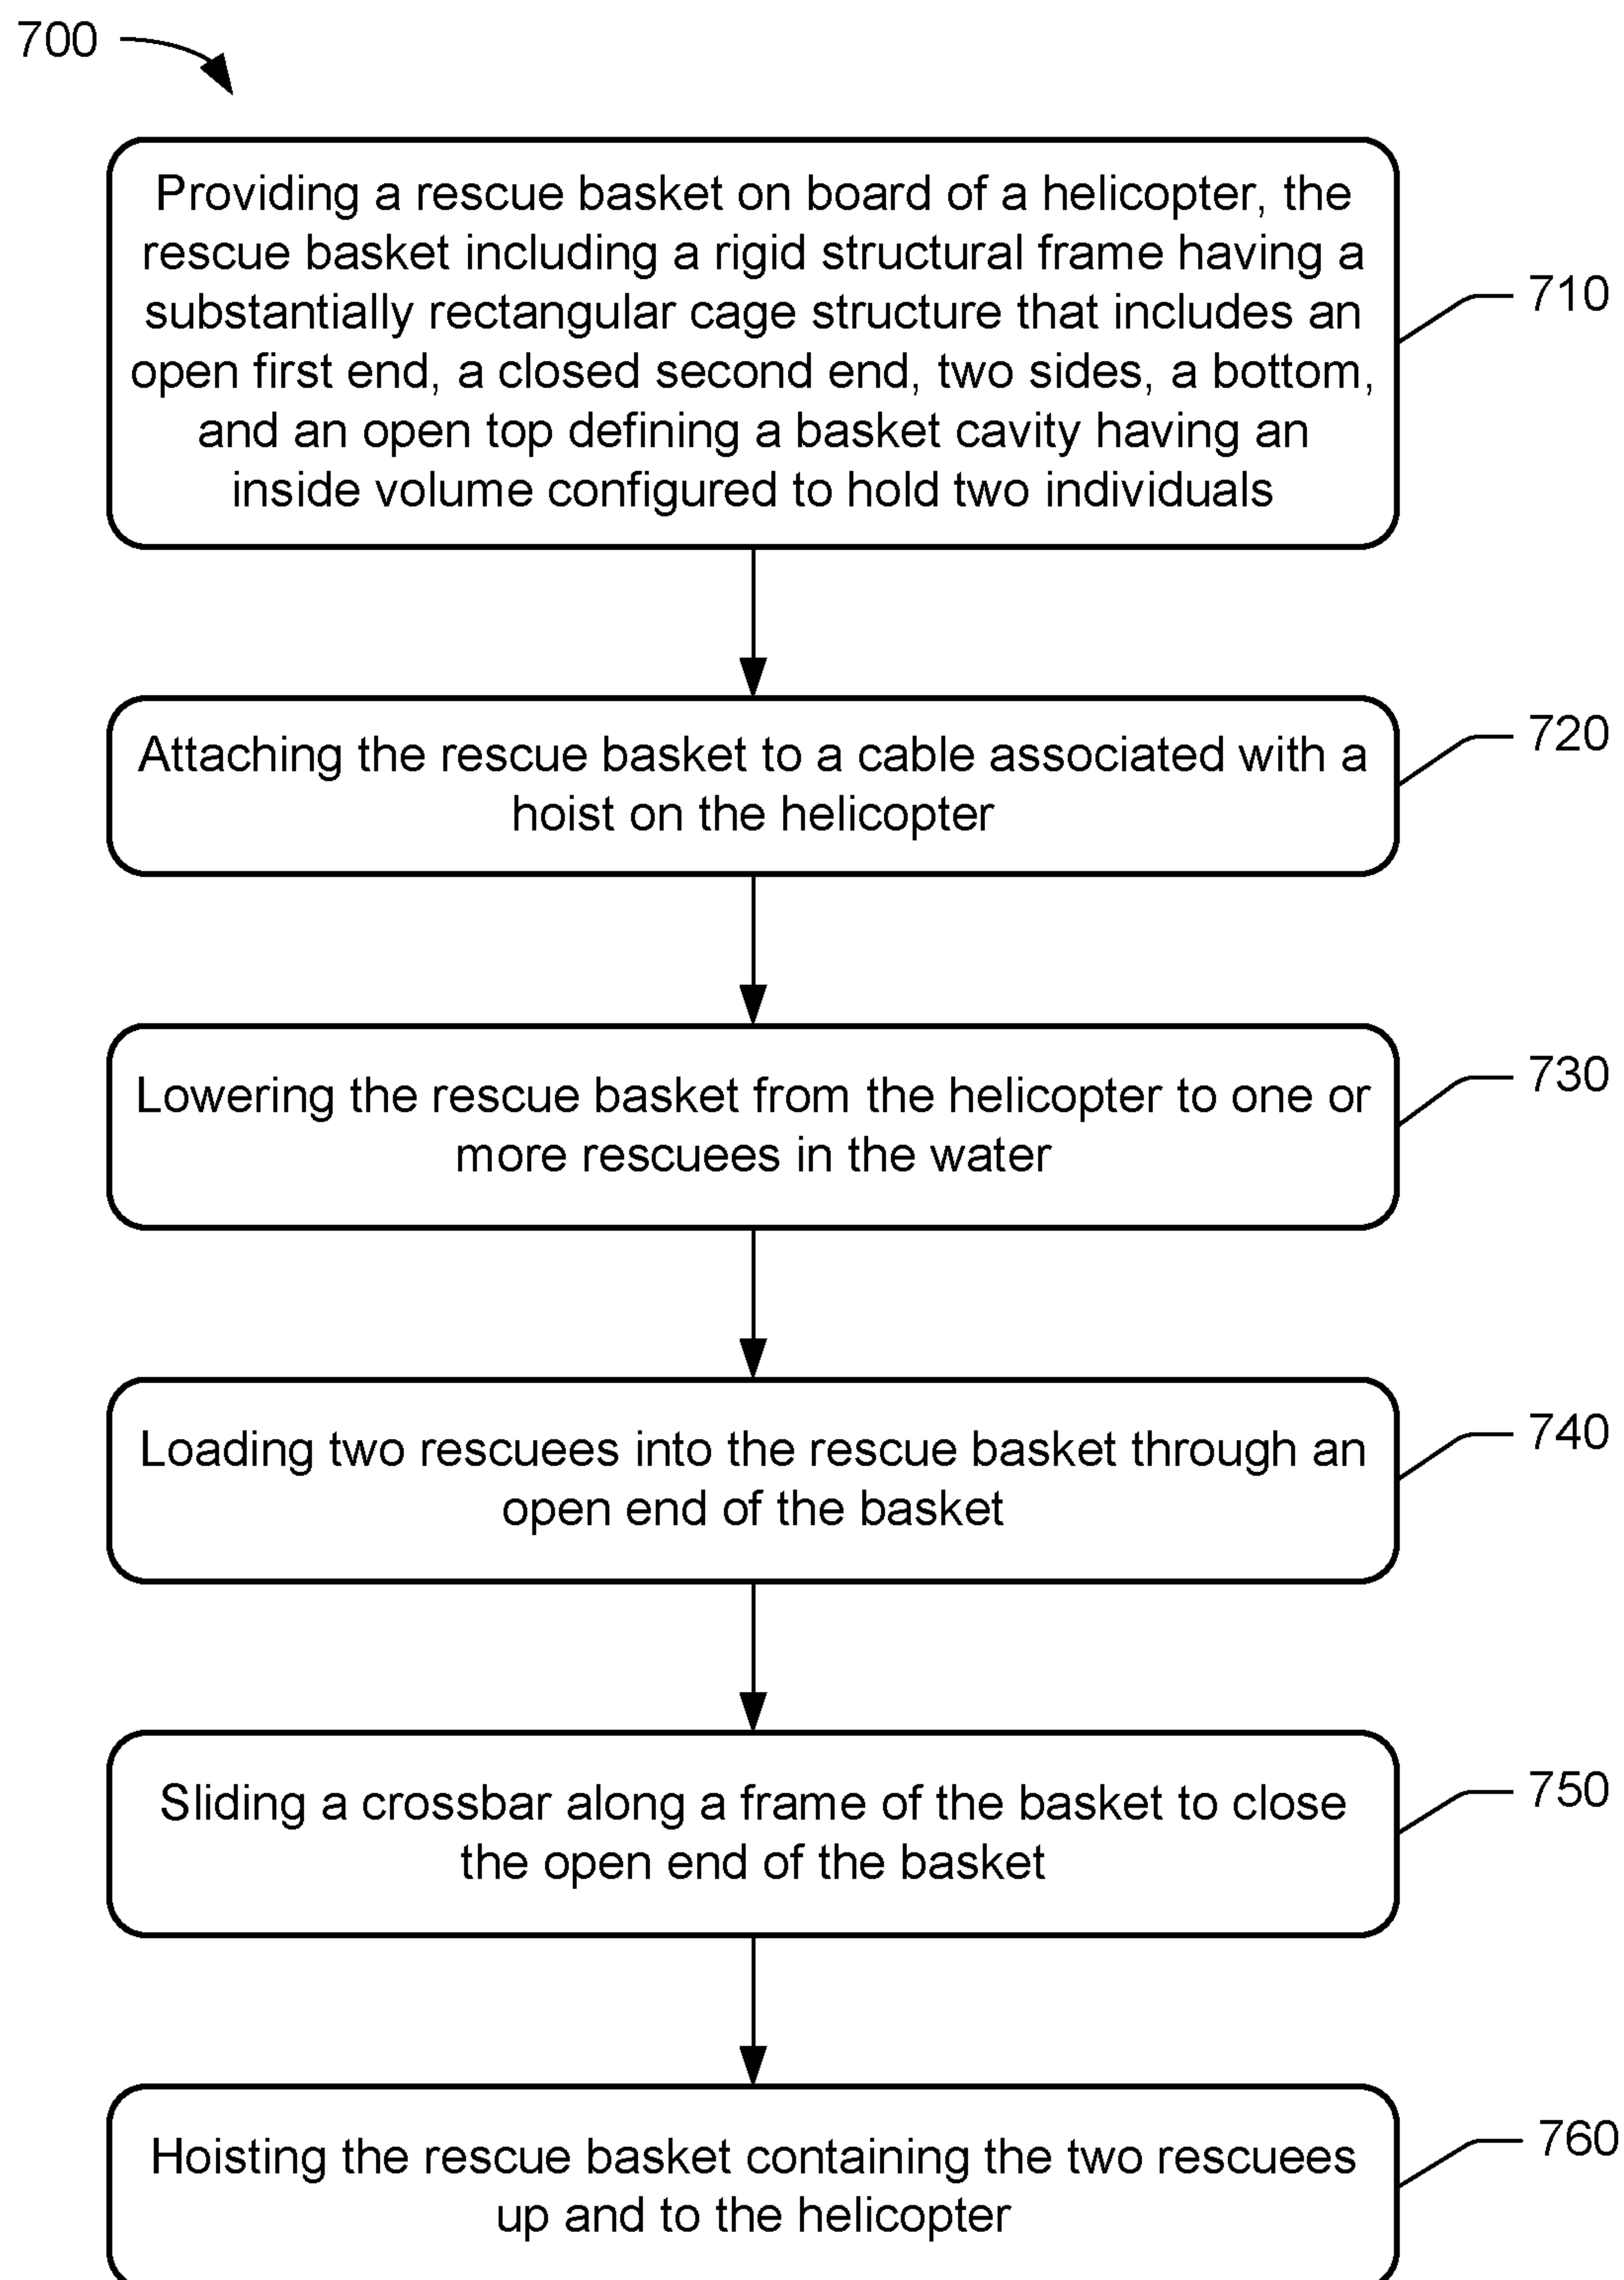 700
Providing a rescue basket on board of a helicopter, the
rescue basket including a rigid structural frame having a
substantially rectangular cage structure that includes an
open first end, a closed second end, two sides, a bottom,
and an open top defining a basket cavity having an
inside volume configured to hold two individuals
710
Attaching the rescue basket to a cable associated with a
hoist on the helicopter
720
Lowering the rescue basket from the helicopter to one or
more rescuees in the water
730
Loading two rescuees into the rescue basket through an
open end of the basket
740
Sliding a crossbar along a frame of the basket to close
the open end of the basket
750
Hoisting the rescue basket containing the two rescuees
up and to the helicopter
760